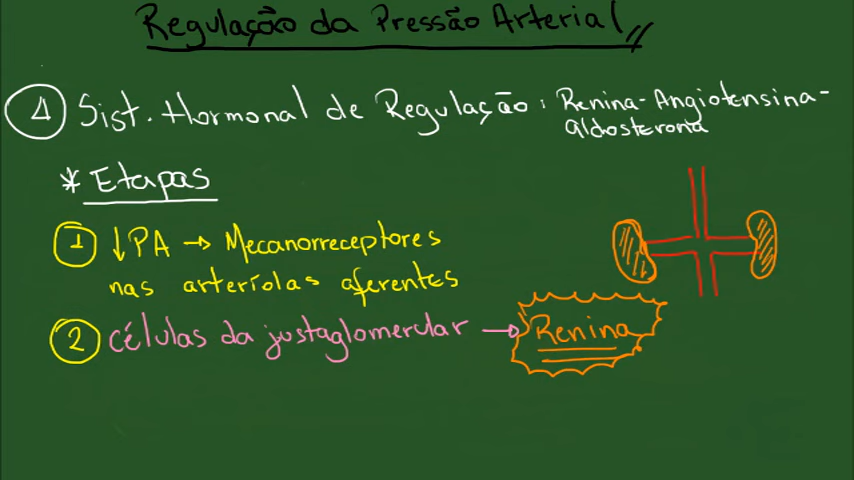 Regulação da Pressão Arterial
4 Sist. Hormonal de Regulação: Renina-Angiotensina-
aldosterona
* Etapas
1 ↓PA → Mecanorreceptores
nas arteríolas aferentes
2 células da justaglomerular → Renina